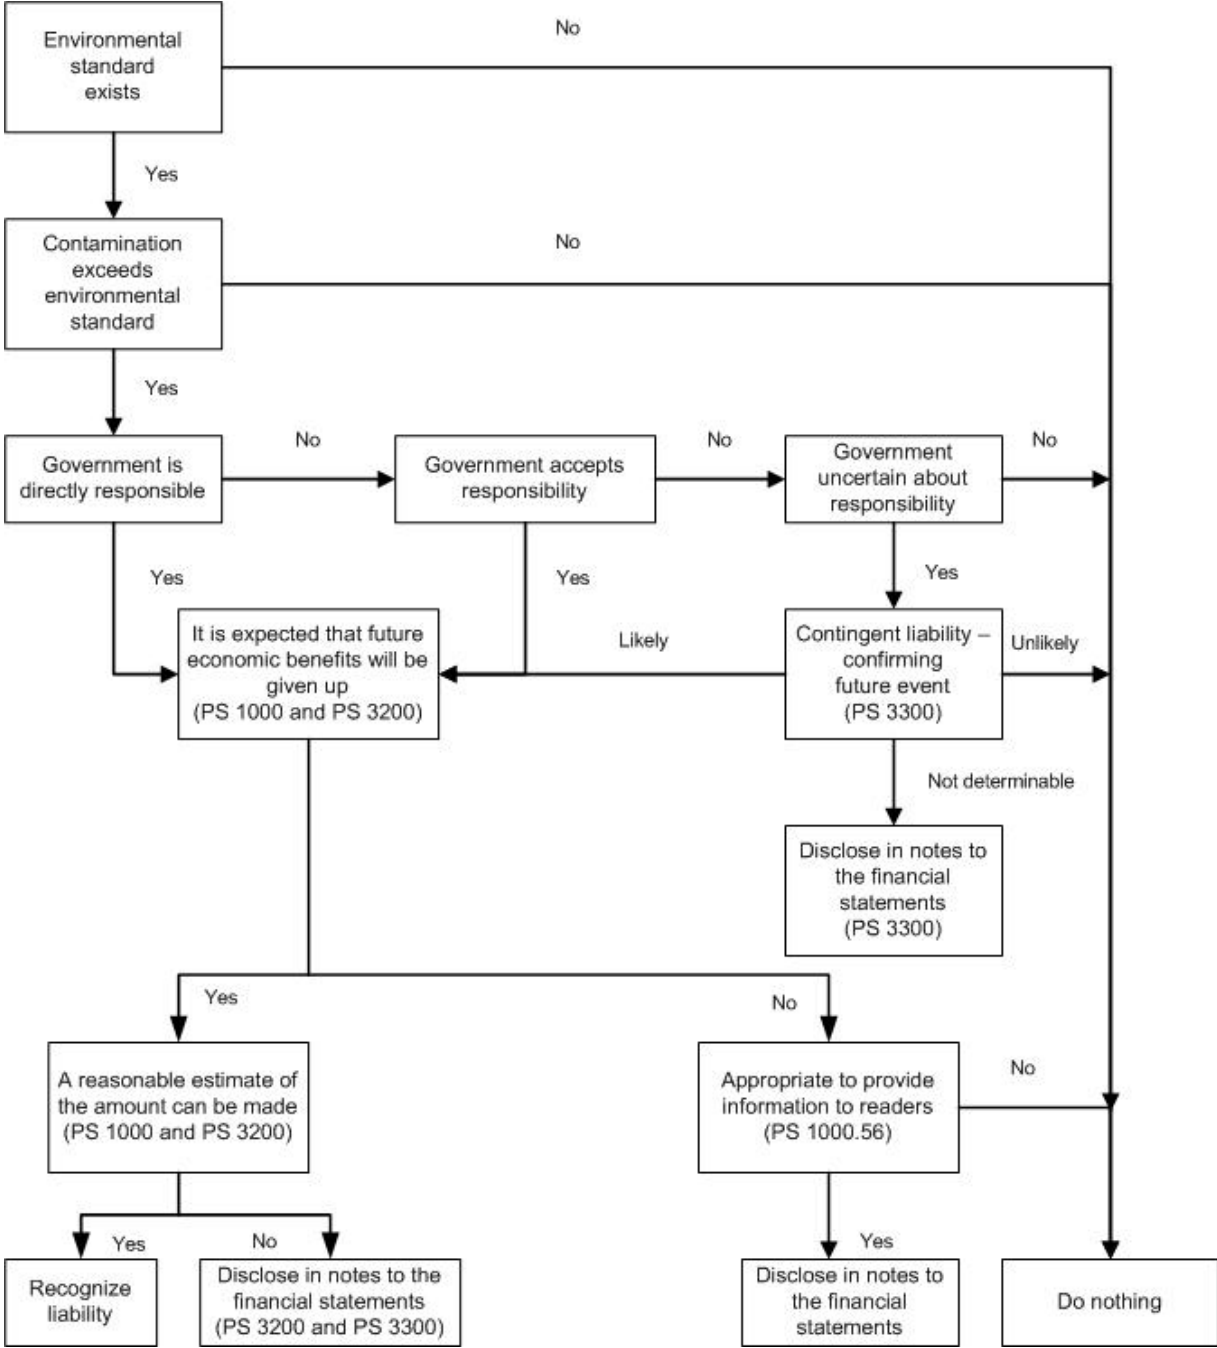 Environmental
standard
exists
No
Yes
Contamination
exceeds
environmental
standard
No
Yes
Government is
directly responsible
No
Government accepts
responsibility
No
Government
uncertain about
responsibility
No
Yes
Yes
Yes
It is expected that future
economic benefits will be
given up
(PS 1000 and PS 3200)
Likely
Contingent liability –
confirming
future event
(PS 3300)
Unlikely
Not determinable
Disclose in notes to
the financial
statements
(PS 3300)
Yes
No
A reasonable estimate of
the amount can be made
(PS 1000 and PS 3200)
Appropriate to provide
information to readers
(PS 1000.56)
No
Yes
No
Yes
Recognize
liability
Disclose in notes to the
financial statements
(PS 3200 and PS 3300)
Disclose in notes to
the financial
statements
Do nothing